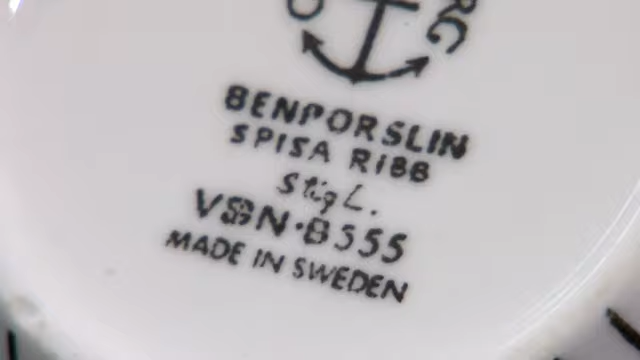 BENPORSLIN
SPISA RIBB
Stig L.
VSN·B555
MADE IN SWEDEN